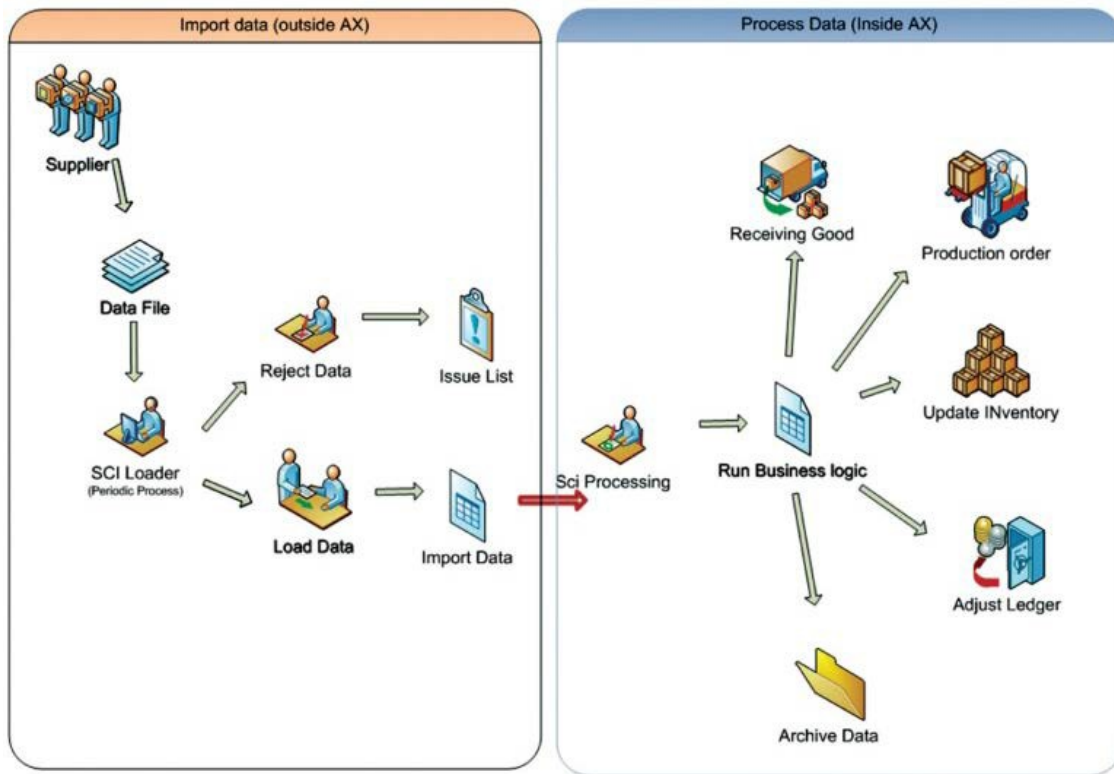 Import data (outside AX)
Process Data (Inside AX)
Supplier
Data File
Reject Data
Issue List
SCI Loader
(Periodic Process)
Load Data
Import Data
Sci Processing
Run Business logic
Receiving Good
Production order
Update INventory
Adjust Ledger
Archive Data